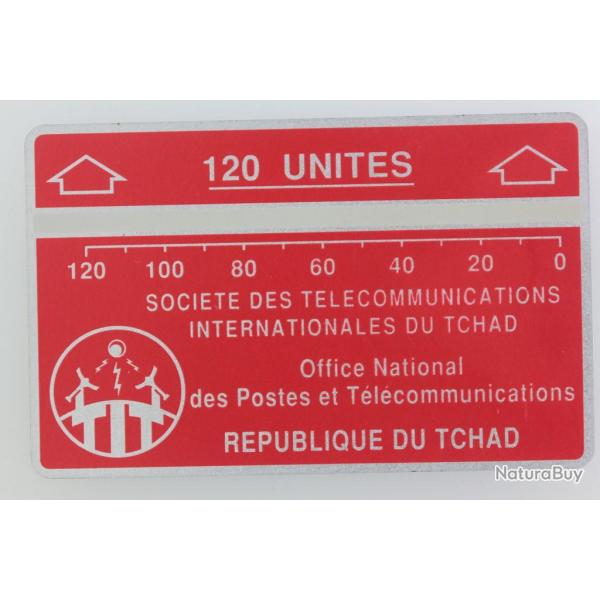 120 UNITES
120 100 80 60 40 20 0
SOCIETE DES TELECOMMUNICATIONS
INTERNATIONALES DU TCHAD
Office National
des Postes et Télécommunications
REPUBLIQUE DU TCHAD
TIT
NaturaBuy